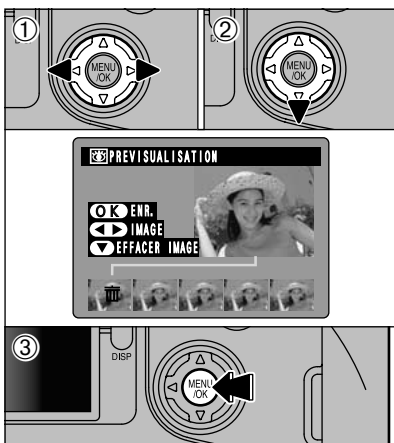 ①
②
MENU
/OK
MENU
/OK
PREVISUALISATION
OK ENR.
IMAGE
EFFACER IMAGE
③
DISP
MENU
/OK